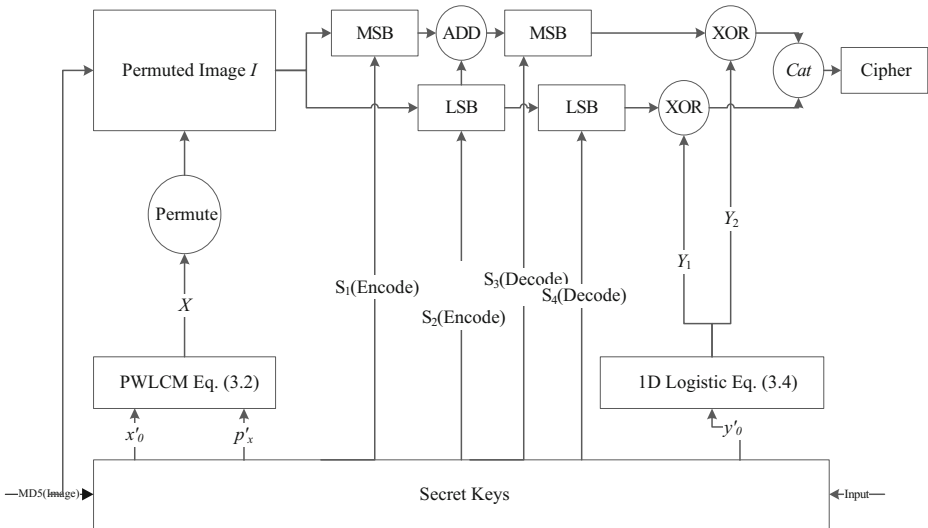 MSB
ADD
MSB
XOR
Permuted Image I
Cat
Cipher
LSB
LSB
XOR
Permute
Y₂
Y₁
S₃(Decode)
S₁(Encode)
S₄(Decode)
X
S₂(Encode)
PWLCM Eq. (3.2)
1D Logistic Eq. (3.4)
x'₀
p'ₓ
y'₀
MD5(Image)
Secret Keys
Input